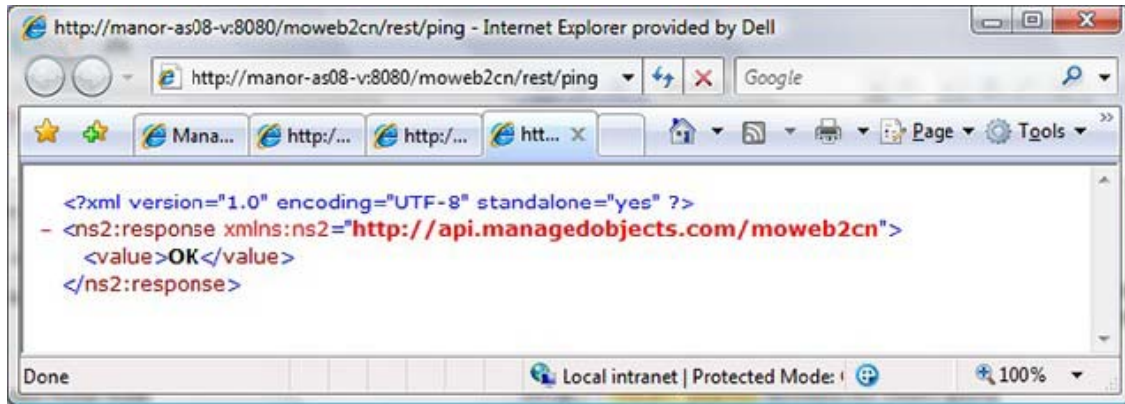 http://manor-as08-v:8080/moweb2cn/rest/ping - Internet Explorer provided by Dell
http://manor-as08-v:8080/moweb2cn/rest/ping Google
Mana... http:/... http:/... htt... Page Tools
<?xml version="1.0" encoding="UTF-8" standalone="yes" ?>
- <ns2:response xmlns:ns2="http://api.managedobjects.com/moweb2cn">
<value>OK</value>
</ns2:response>
Done Local intranet | Protected Mode: 100%